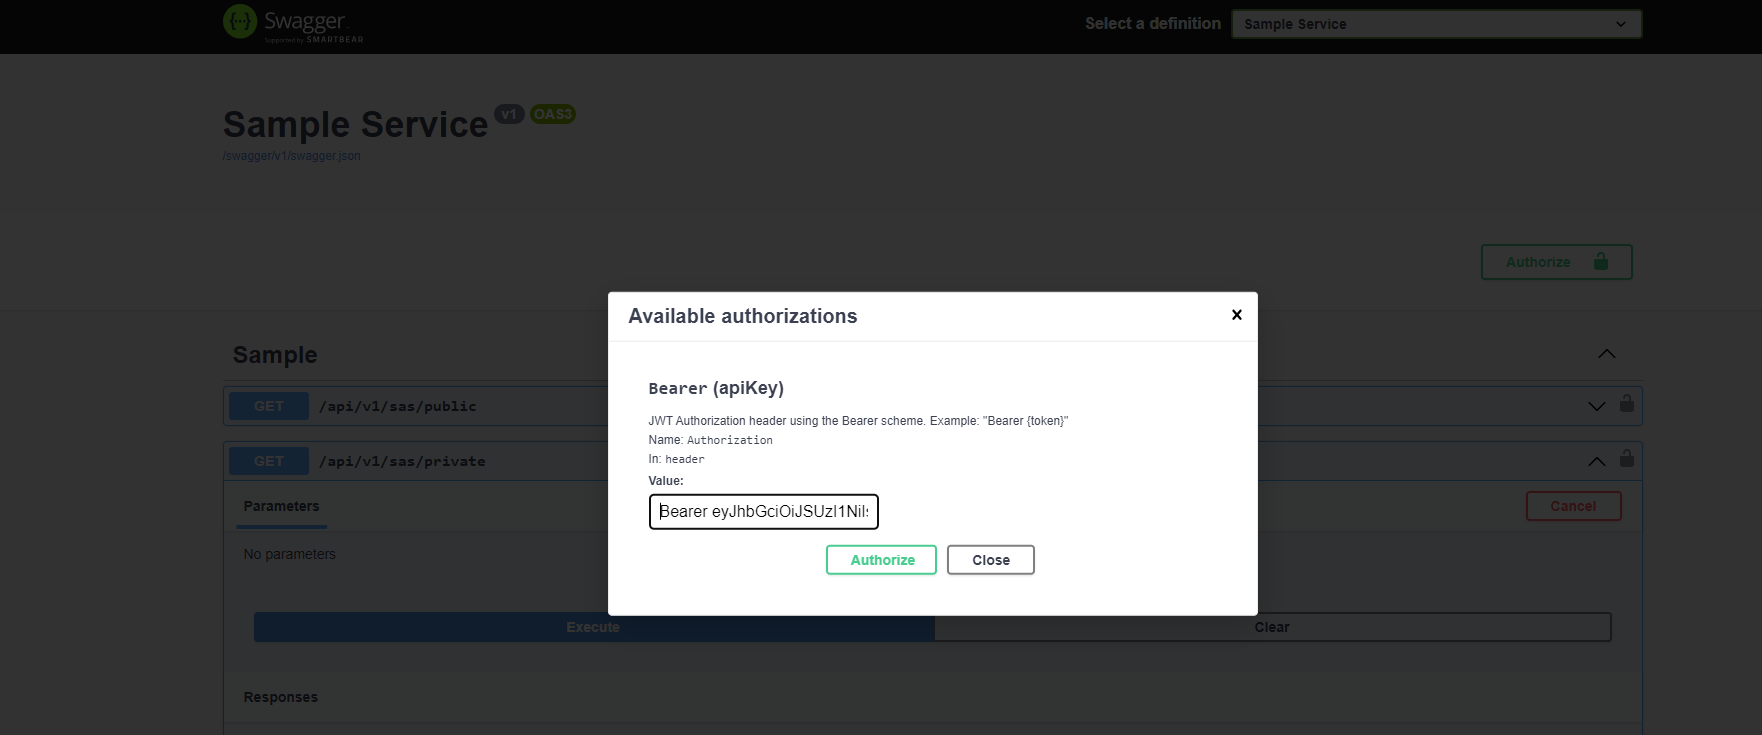 Swagger
Supported by SMARTBEAR
Select a definition
Sample Service
Sample Service v1 OAS3
/swagger/v1/swagger.json
Authorize
Available authorizations
Bearer (apiKey)
JWT Authorization header using the Bearer scheme. Example: "Bearer {token}"
Name: Authorization
In: header
Value:
Bearer eyJhbGciOiJSUzI1NiIs
Authorize Close
Sample
GET /api/v1/sas/public
GET /api/v1/sas/private
Parameters
Cancel
No parameters
Execute Clear
Responses